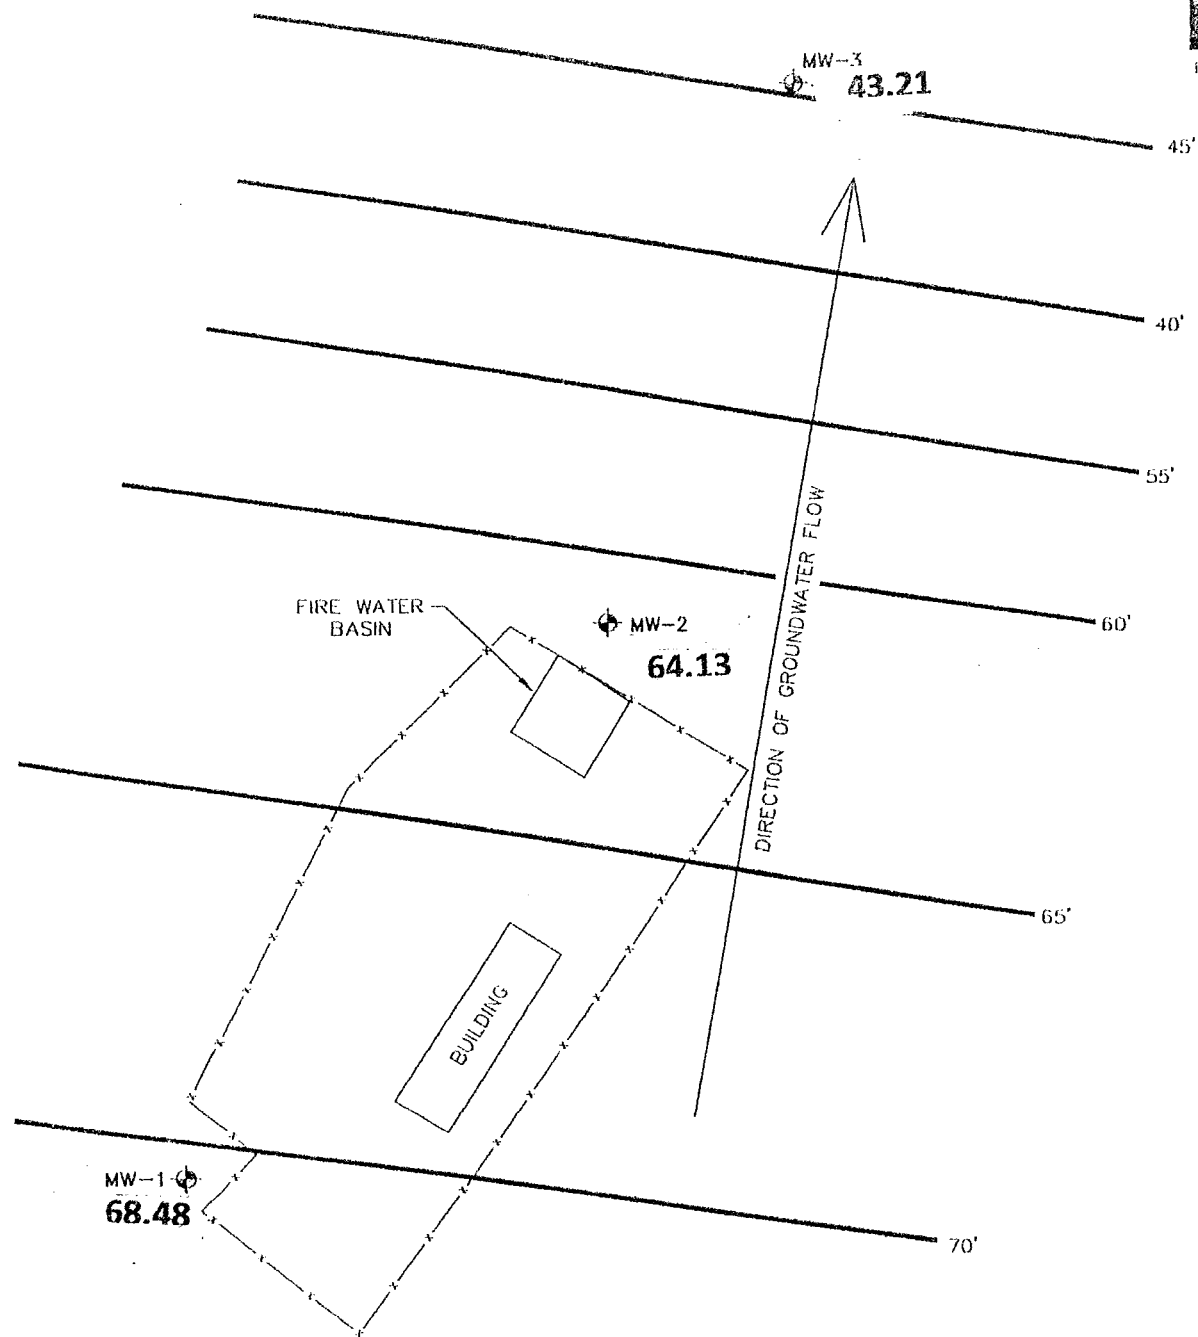 MW-3
43.21
45'
40'
55'
DIRECTION OF GROUNDWATER FLOW
60'
FIRE WATER
BASIN
MW-2
64.13
65'
BUILDING
MW-1
68.48
70'